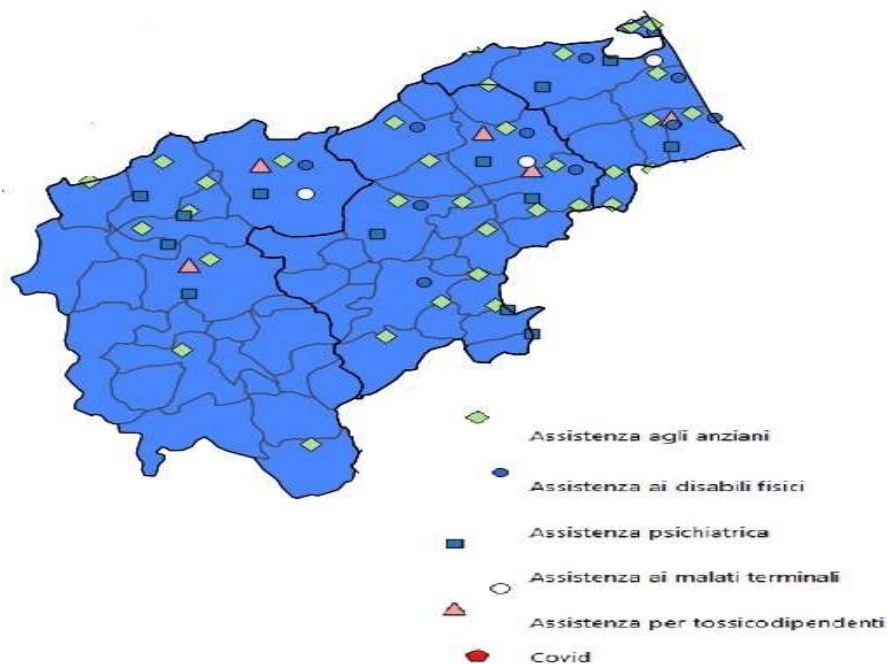 Assistenza agli anziani
Assistenza ai disabili fisici
Assistenza psichiatrica
Assistenza ai malati terminali
Assistenza per tossicodipendenti
Covid